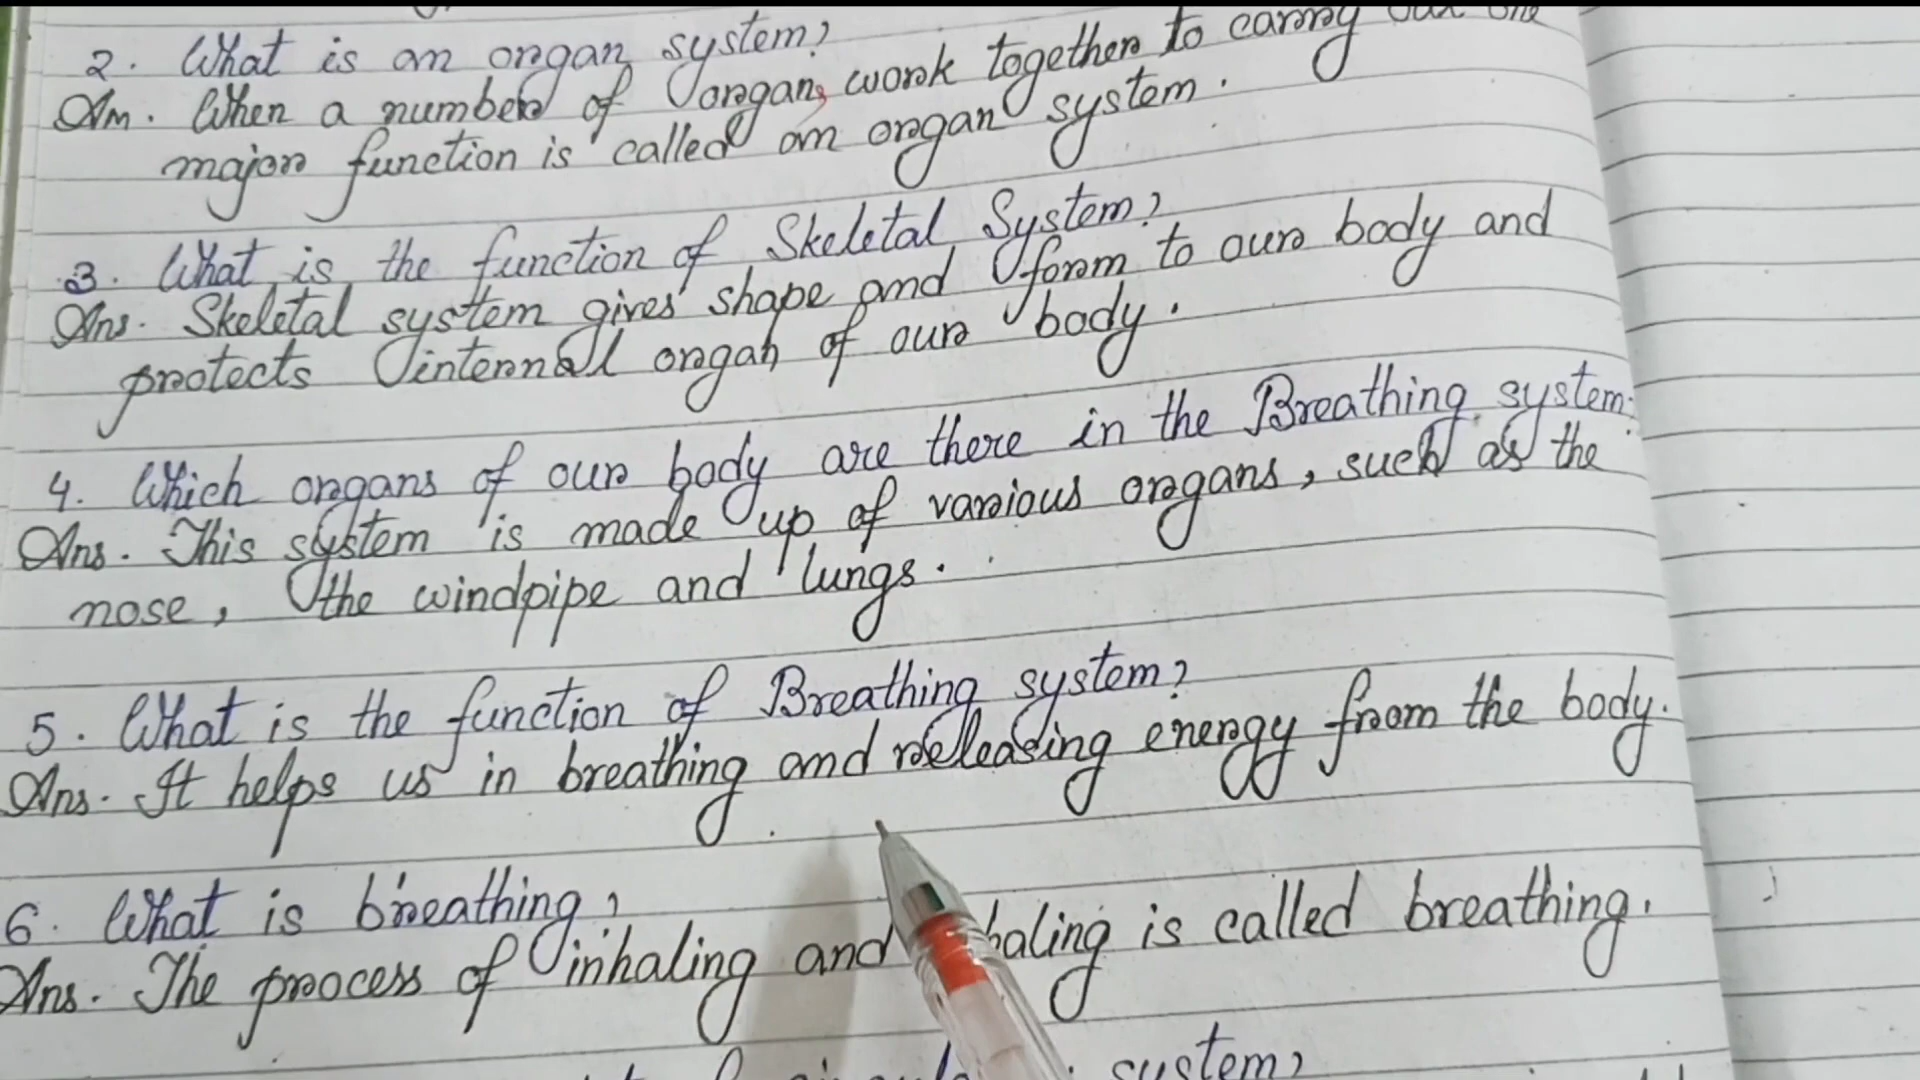 2. What is an organ system?
Ans. When a number of organs work together to carry out one
major function is called an organ system.
3. What is the function of Skeletal System?
Ans. Skeletal system gives shape and form to our body and
protects internal organ of our body.
4. Which organs of our body are there in the Breathing system.
Ans. This system is made up of various organs, such as the
nose, the windpipe and lungs.
5. What is the function of Breathing system?
Ans. It helps us in breathing and releasing energy from the body.
6. What is breathing?
Ans. The process of inhaling and haling is called breathing.
system?